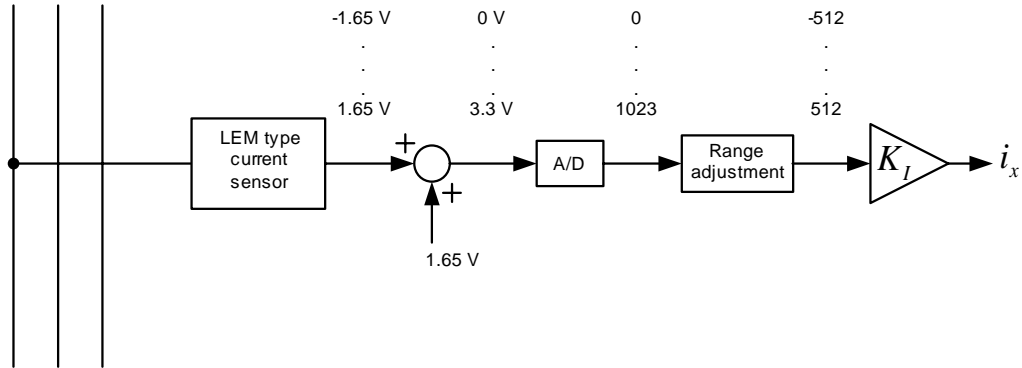 -1.65 V 0 V 0 -512
. . . .
. . . .
. . . .
1.65 V 3.3 V 1023 512
LEM type
current
sensor
+
+
A/D
Range
adjustment
K_I
i_x
1.65 V